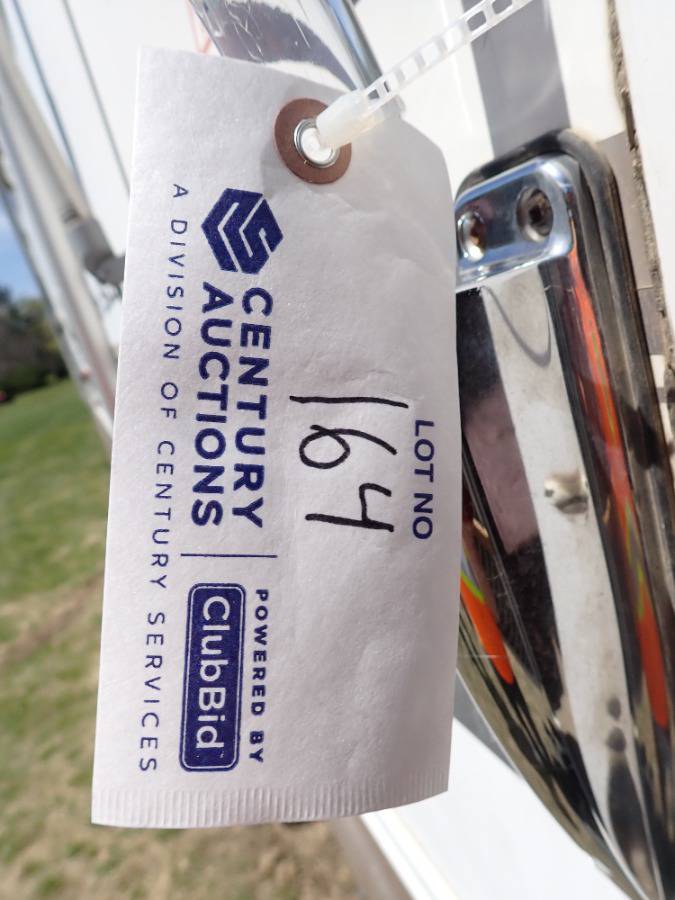 LOT NO
164
CENTURY
AUCTIONS
POWERED BY
ClubBid
A DIVISION OF CENTURY SERVICES